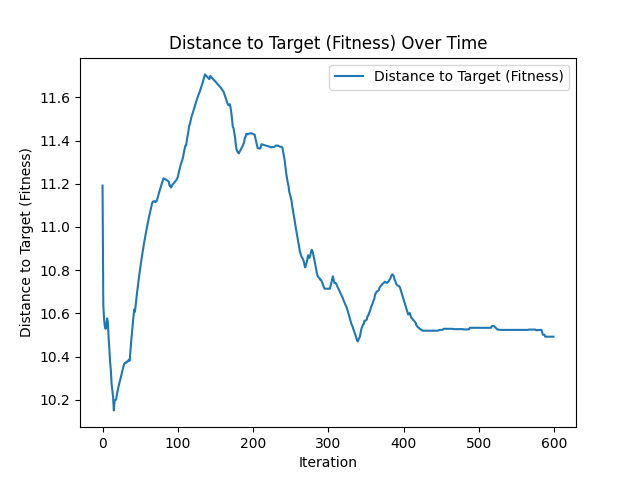 Distance to Target (Fitness) Over Time
Distance to Target (Fitness)
Distance to Target (Fitness)
11.6
11.4
11.2
11.0
10.8
10.6
10.4
10.2
0 100 200 300 400 500 600
Iteration